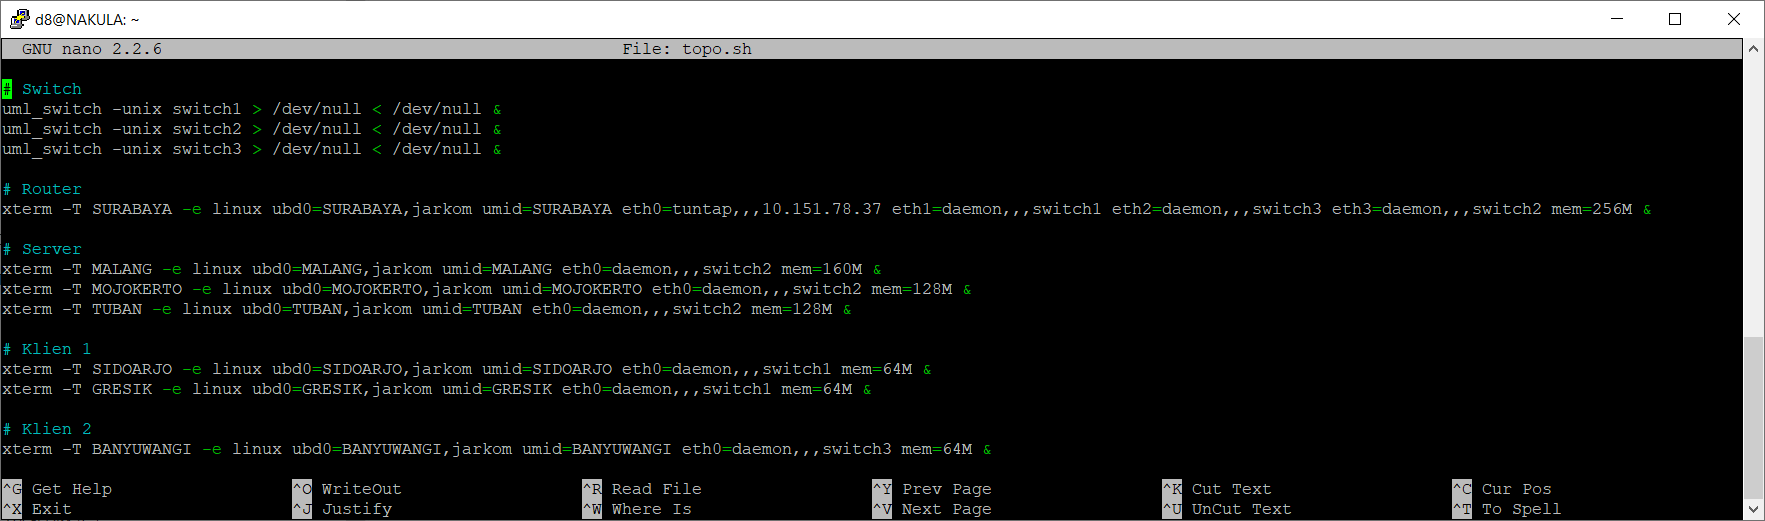 d8@NAKULA: ~
GNU nano 2.2.6 File: topo.sh
# Switch
uml_switch -unix switch1 > /dev/null < /dev/null &
uml_switch -unix switch2 > /dev/null < /dev/null &
uml_switch -unix switch3 > /dev/null < /dev/null &
# Router
xterm -T SURABAYA -e linux ubd0=SURABAYA,jarkom umid=SURABAYA eth0=tuntap,,,10.151.78.37 eth1=daemon,,,switch1 eth2=daemon,,,switch3 eth3=daemon,,,switch2 mem=256M &
# Server
xterm -T MALANG -e linux ubd0=MALANG,jarkom umid=MALANG eth0=daemon,,,switch2 mem=160M &
xterm -T MOJOKERTO -e linux ubd0=MOJOKERTO,jarkom umid=MOJOKERTO eth0=daemon,,,switch2 mem=128M &
xterm -T TUBAN -e linux ubd0=TUBAN,jarkom umid=TUBAN eth0=daemon,,,switch2 mem=128M &
# Klien 1
xterm -T SIDOARJO -e linux ubd0=SIDOARJO,jarkom umid=SIDOARJO eth0=daemon,,,switch1 mem=64M &
xterm -T GRESIK -e linux ubd0=GRESIK,jarkom umid=GRESIK eth0=daemon,,,switch1 mem=64M &
# Klien 2
xterm -T BANYUWANGI -e linux ubd0=BANYUWANGI,jarkom umid=BANYUWANGI eth0=daemon,,,switch3 mem=64M &
^G Get Help ^O WriteOut ^R Read File ^Y Prev Page ^K Cut Text ^C Cur Pos
^X Exit ^J Justify ^W Where Is ^V Next Page ^U UnCut Text ^T To Spell